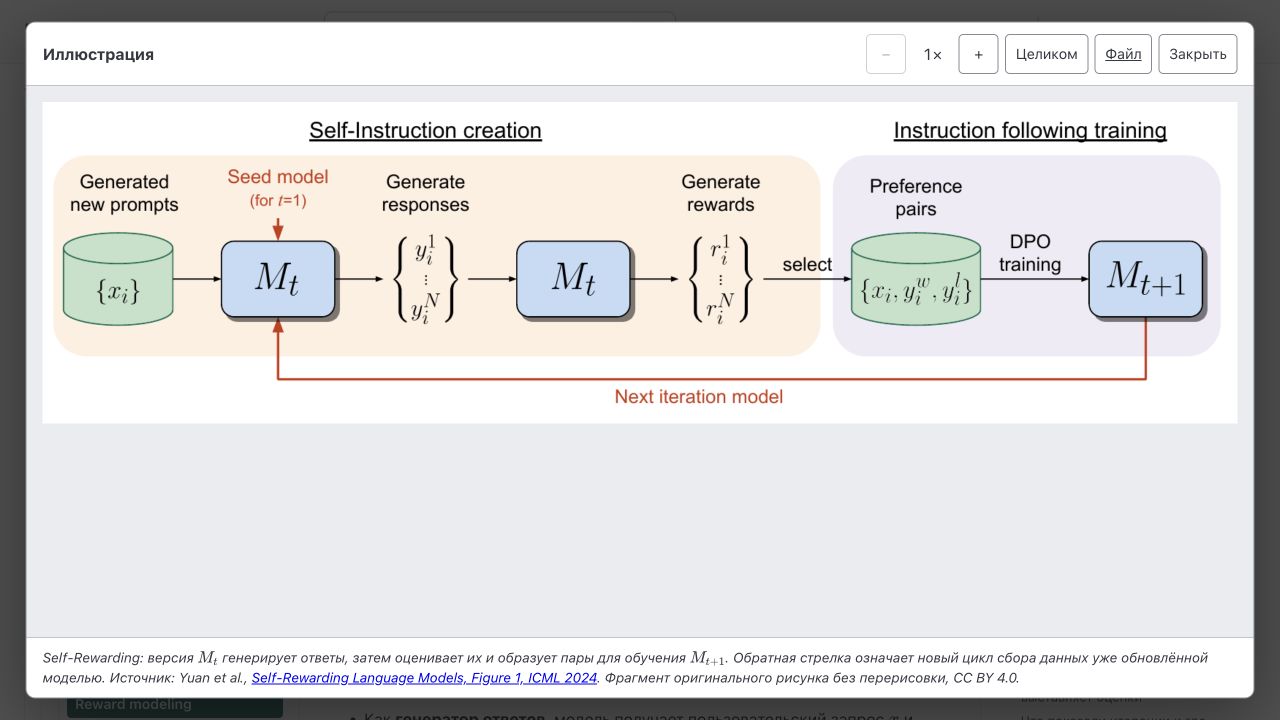 Иллюстрация
− 1× + Целиком Файл Закрыть
Self-Instruction creation
Instruction following training
Generated
new prompts
Seed model
(for t=1)
Generate
responses
Generate
rewards
Preference
pairs
{x_i}
M_t
y_i^1
⋮
y_i^N
M_t
r_i^1
⋮
r_i^N
select
{x_i, y_i^w, y_i^l}
DPO
training
M_{t+1}
Next iteration model
Self-Rewarding: версия M_t генерирует ответы, затем оценивает их и образует пары для обучения M_{t+1}. Обратная стрелка означает новый цикл сбора данных уже обновлённой
моделью. Источник: Yuan et al., Self-Rewarding Language Models, Figure 1, ICML 2024. Фрагмент оригинального рисунка без перерисовки, CC BY 4.0.
Reward modeling